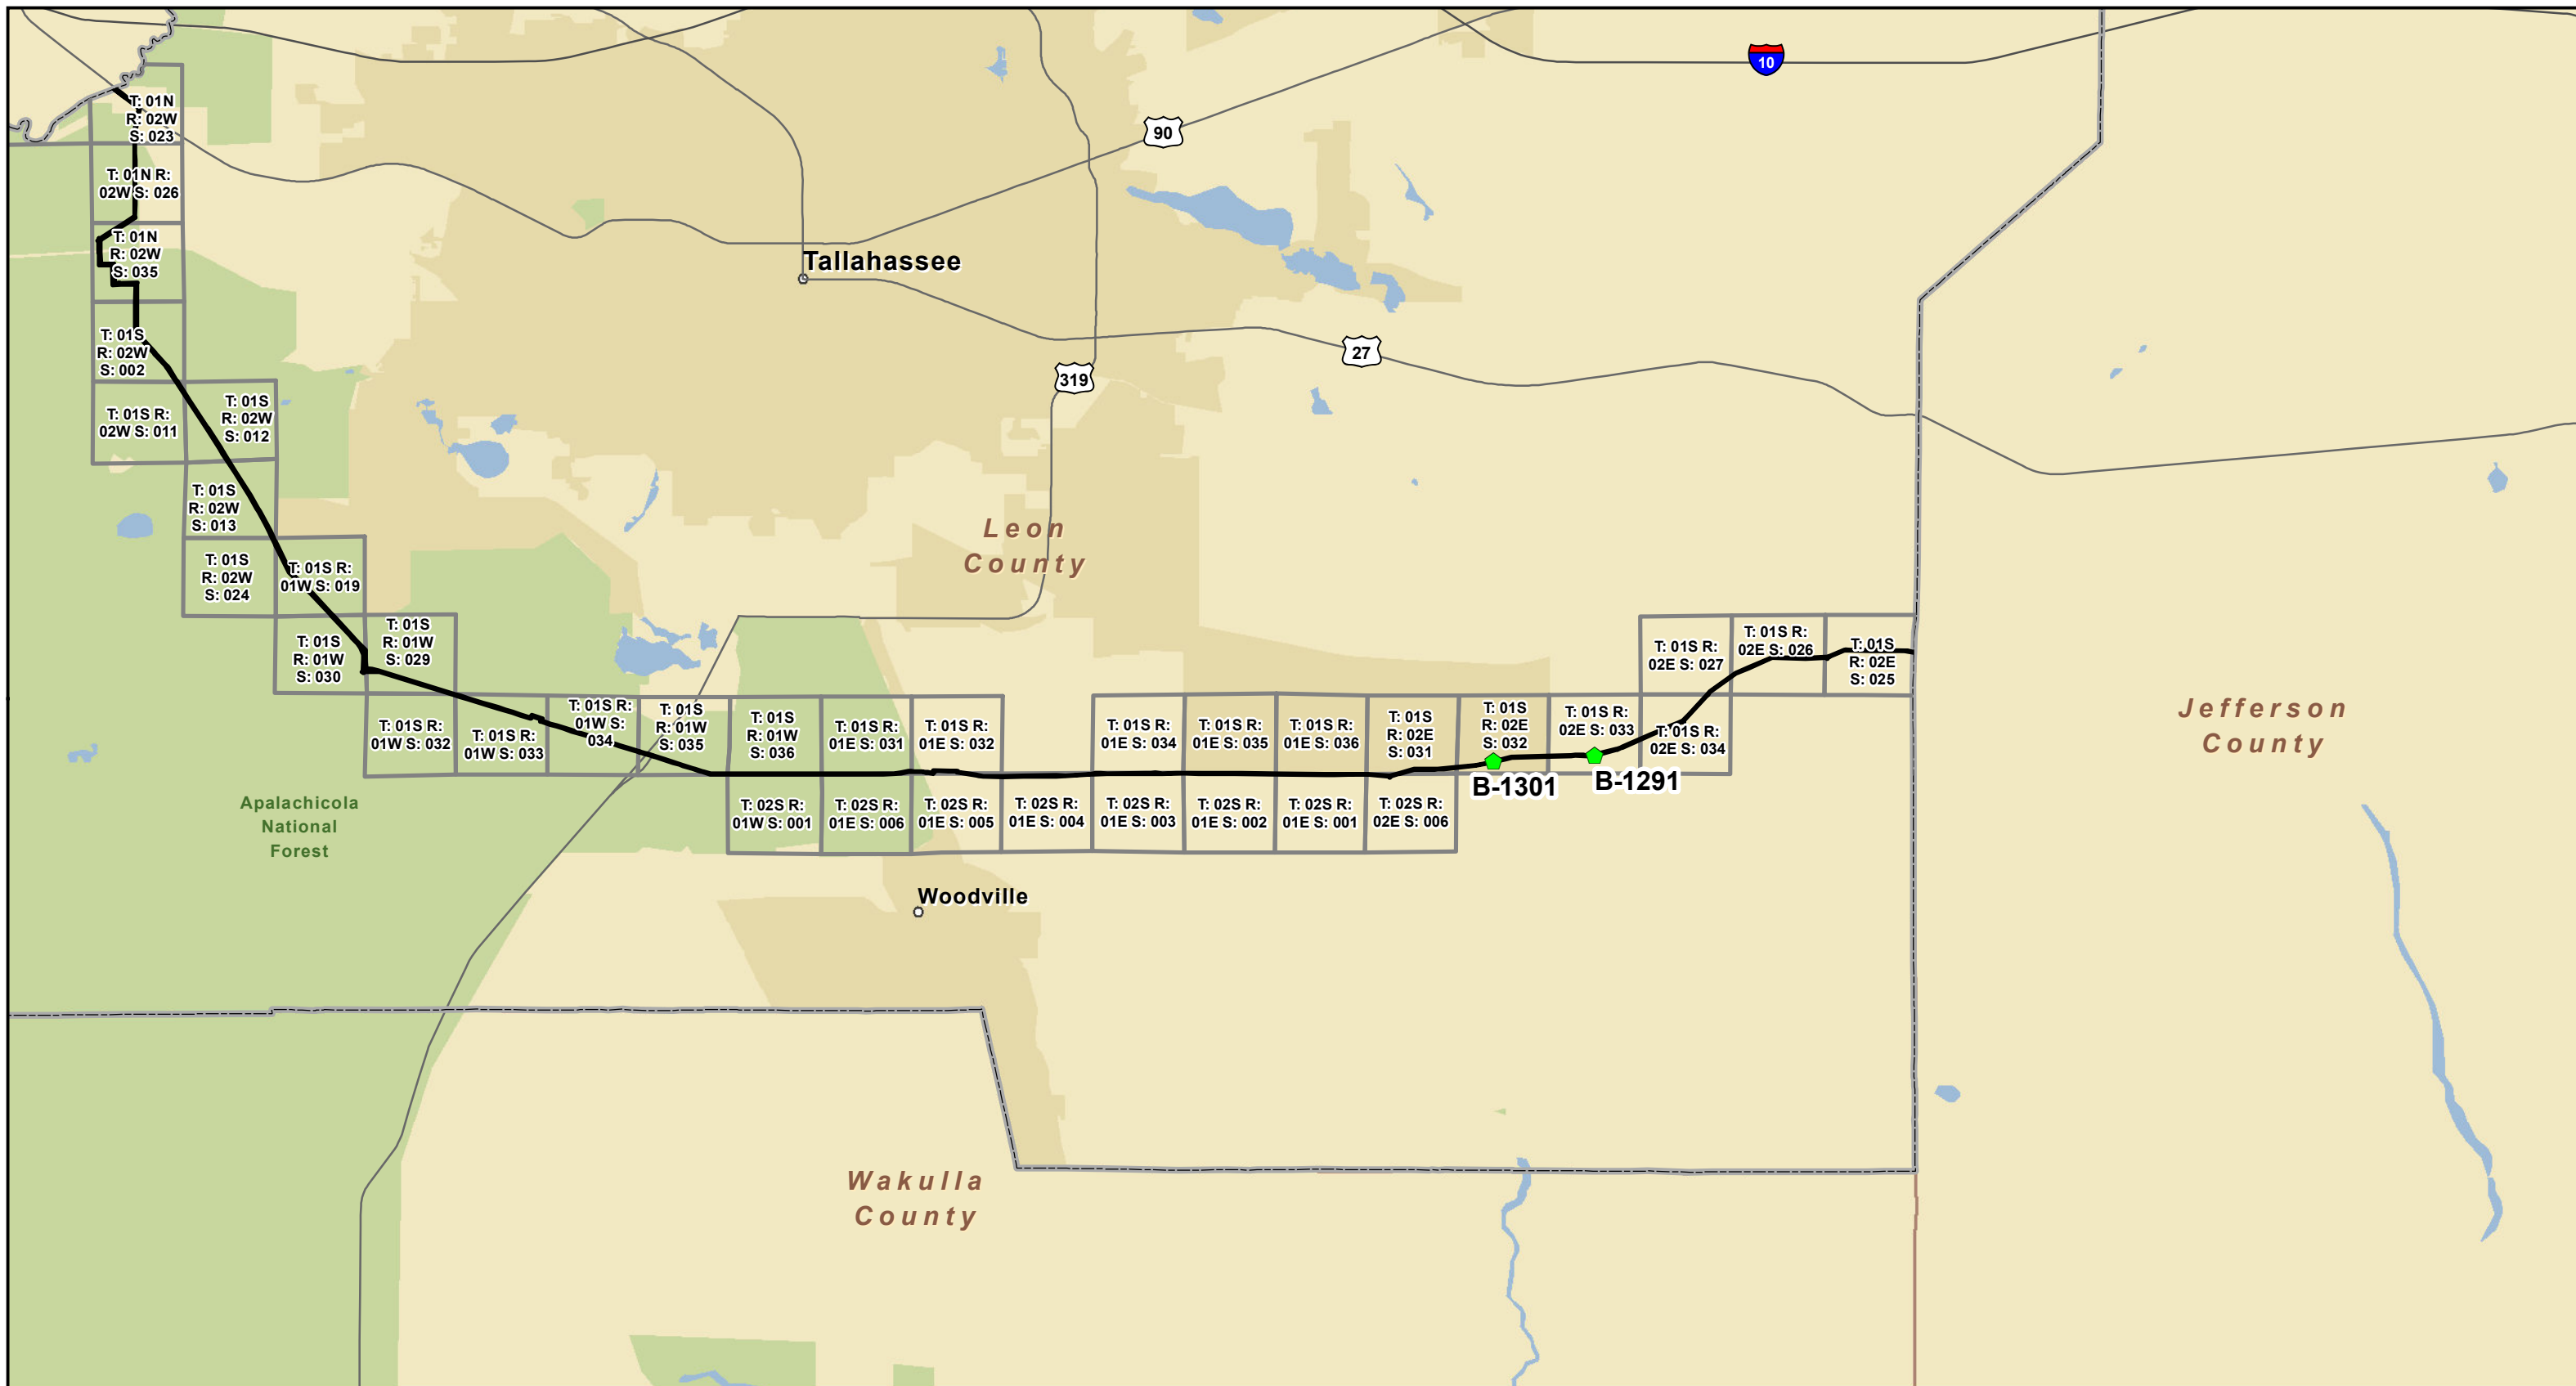 10
T: 01N
R: 02W
S: 023
90
T: 01N R:
02W S: 026
T: 01N
R: 02W
S: 035
Tallahassee
T: 01S
R: 02W
S: 002
27
319
T: 01S R:
02W S: 011
T: 01S
R: 02W
S: 012
T: 01S
R: 02W
S: 013
Leon
County
T: 01S
R: 02W
S: 024
T: 01S R:
01W S: 019
T: 01S
R: 01W
S: 030
T: 01S
R: 01W
S: 029
T: 01S R:
02E S: 027
T: 01S R:
02E S: 026
T: 01S
R: 02E
S: 025
T: 01S R:
01W S: 032
T: 01S R:
01W S: 033
T: 01S R:
01W S:
034
T: 01S
R: 01W
S: 035
T: 01S
R: 01W
S: 036
T: 01S R:
01E S: 031
T: 01S R:
01E S: 032
T: 01S R:
01E S: 034
T: 01S R:
01E S: 035
T: 01S R:
01E S: 036
T: 01S
R: 02E
S: 031
T: 01S
R: 02E
S: 032
T: 01S R:
02E S: 033
T: 01S R:
02E S: 034
Jefferson
County
B-1301
B-1291
Apalachicola
National
Forest
T: 02S R:
01W S: 001
T: 02S R:
01E S: 006
T: 02S R:
01E S: 005
T: 02S R:
01E S: 004
T: 02S R:
01E S: 003
T: 02S R:
01E S: 002
T: 02S R:
01E S: 001
T: 02S R:
02E S: 006
Woodville
Wakulla
County